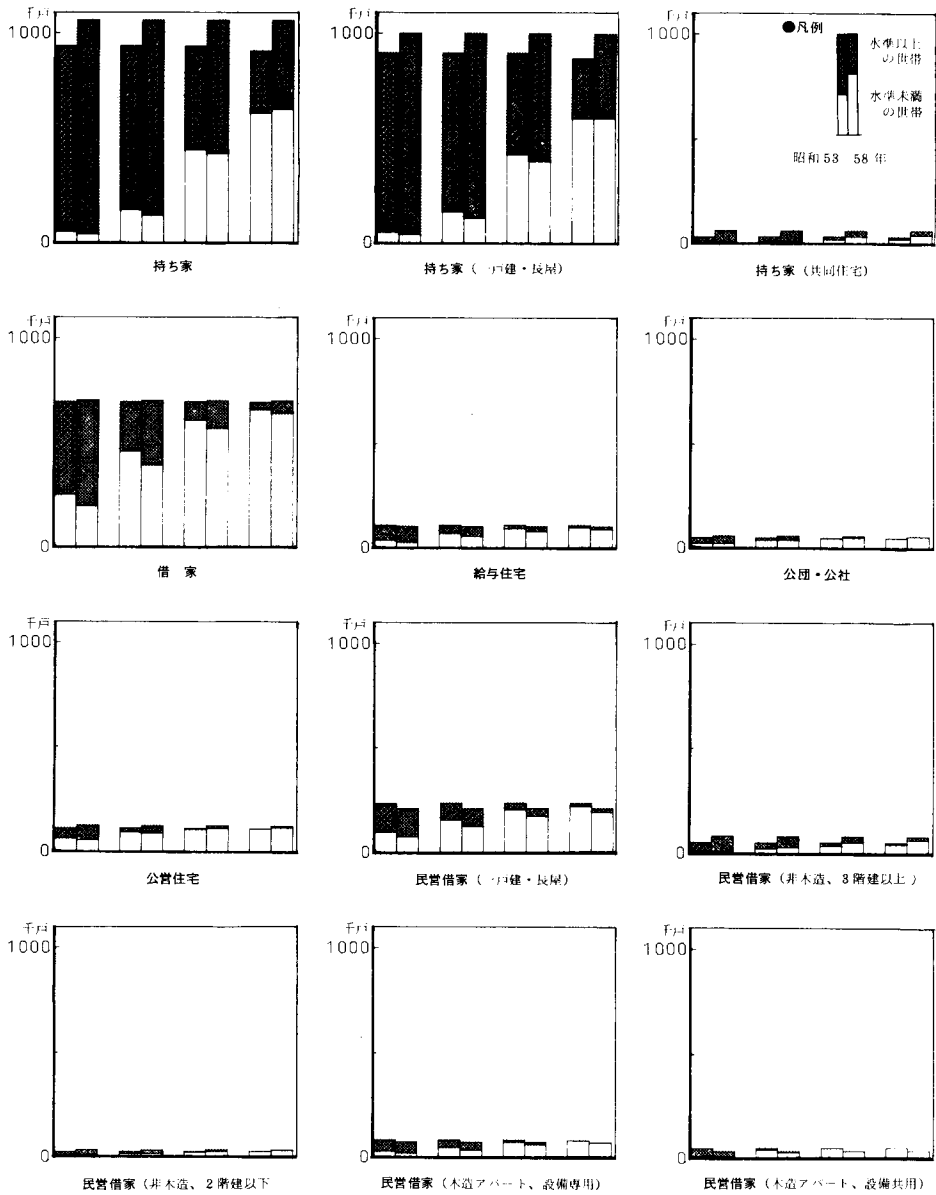 千戸
1000
0
持ち家
千戸
1000
0
持ち家（一戸建・長屋）
千戸
1000
0
●凡例
水準以上
の世帯
水準未満
の世帯
昭和53 58年
持ち家（共同住宅）
千戸
1000
0
借 家
千戸
1000
0
給与住宅
千戸
1000
0
公団・公社
千戸
1000
0
公営住宅
千戸
1000
0
民営借家（一戸建・長屋）
千戸
1000
0
民営借家（非木造、3階建以上）
千戸
1000
0
民営借家（非木造、2階建以下
千戸
1000
0
民営借家（木造アパート、設備専用）
千戸
1000
0
民営借家（木造アパート、設備共用）